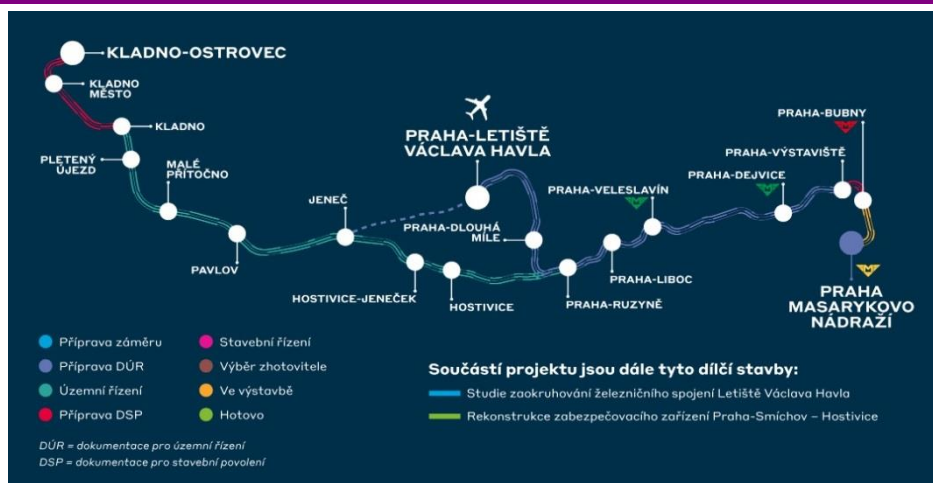 KLADNO-OSTROVEC
KLADNO
MĚSTO
KLADNO
PLETENÝ
ÚJEZD
MALÉ
PŘÍTOČNO
PAVLOV
JENEČ
HOSTIVICE-JENEČEK
HOSTIVICE
PRAHA-LETIŠTĚ
VÁCLAVA HAVLA
PRAHA-DLOUHÁ
MÍLE
PRAHA-RUZYNĚ
PRAHA-LIBOC
PRAHA-VELESLAVÍN
M
PRAHA-DEJVICE
M
PRAHA-VÝSTAVIŠTĚ
PRAHA-BUBNY
M
M
PRAHA
MASARYKOVO
NÁDRAŽÍ
Příprava záměru
Příprava DÚR
Územní řízení
Příprava DSP
Stavební řízení
Výběr zhotovitele
Ve výstavbě
Hotovo
DÚR = dokumentace pro územní řízení
DSP = dokumentace pro stavební povolení
Součástí projektu jsou dále tyto dílčí stavby:
Studie zaokruhování železničního spojení Letiště Václava Havla
Rekonstrukce zabezpečovacího zařízení Praha-Smíchov – Hostivice